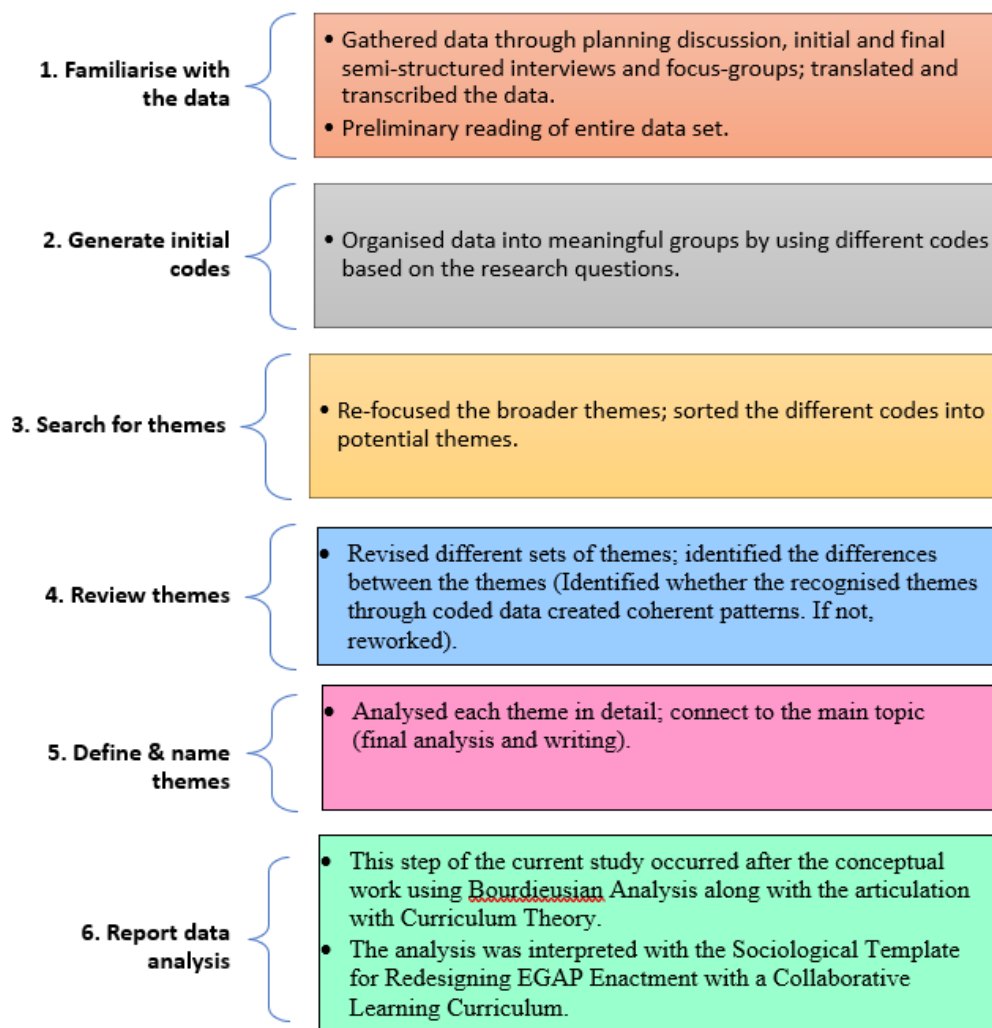 1. Familiarise with
the data
• Gathered data through planning discussion, initial and final
semi-structured interviews and focus-groups; translated and
transcribed the data.
• Preliminary reading of entire data set.
2. Generate initial
codes
• Organised data into meaningful groups by using different codes
based on the research questions.
3. Search for themes
• Re-focused the broader themes; sorted the different codes into
potential themes.
4. Review themes
• Revised different sets of themes; identified the differences
between the themes (Identified whether the recognised themes
through coded data created coherent patterns. If not,
reworked).
5. Define & name
themes
• Analysed each theme in detail; connect to the main topic
(final analysis and writing).
6. Report data
analysis
• This step of the current study occurred after the conceptual
work using Bourdieusian Analysis along with the articulation
with Curriculum Theory.
• The analysis was interpreted with the Sociological Template
for Redesigning EGAP Enactment with a Collaborative
Learning Curriculum.